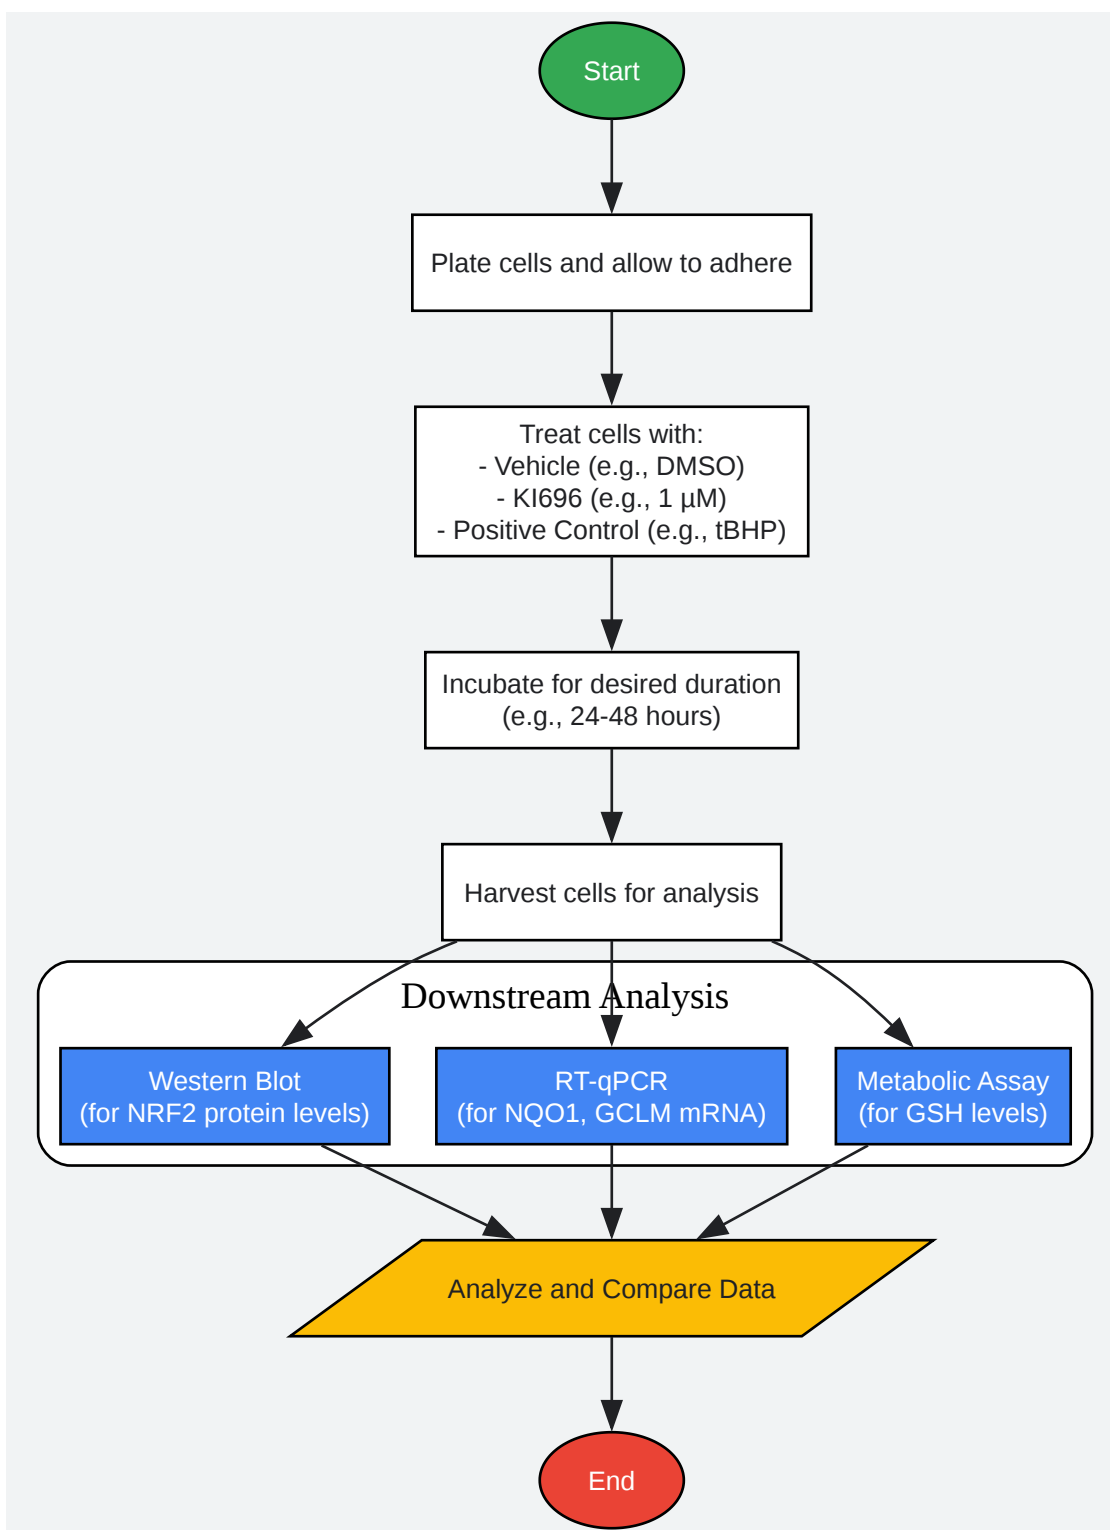 Start
Plate cells and allow to adhere
Treat cells with:
- Vehicle (e.g., DMSO)
- KI696 (e.g., 1 µM)
- Positive Control (e.g., tBHP)
Incubate for desired duration
(e.g., 24-48 hours)
Harvest cells for analysis
Downstream Analysis
Western Blot
(for NRF2 protein levels)
RT-qPCR
(for NQO1, GCLM mRNA)
Metabolic Assay
(for GSH levels)
Analyze and Compare Data
End